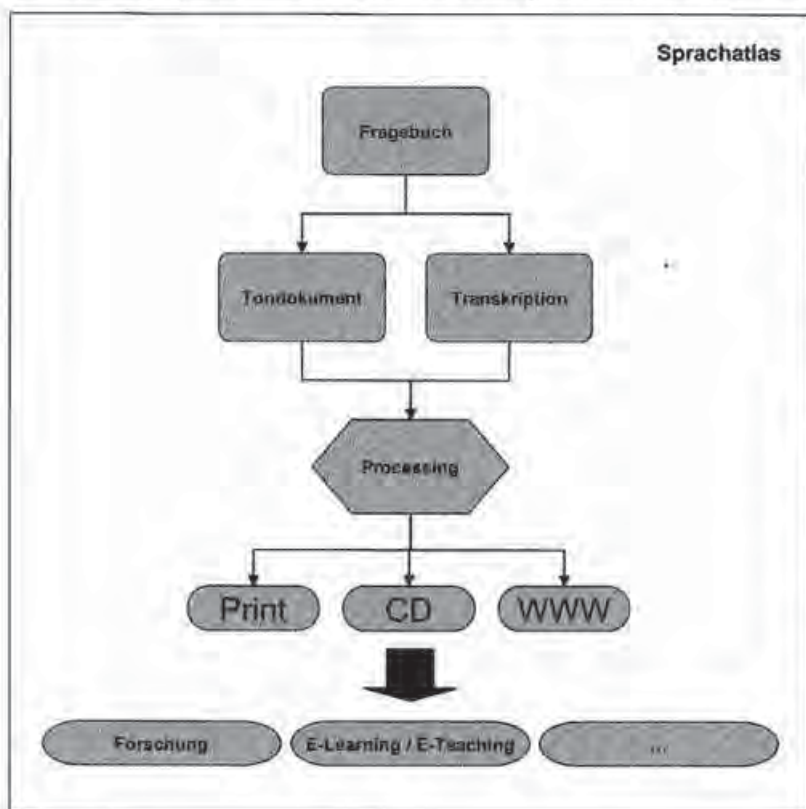 Sprachatlas
Fragebuch
Tondokument Transkription
Processing
Print CD WWW
Forschung E-Learning / E-Teaching ...